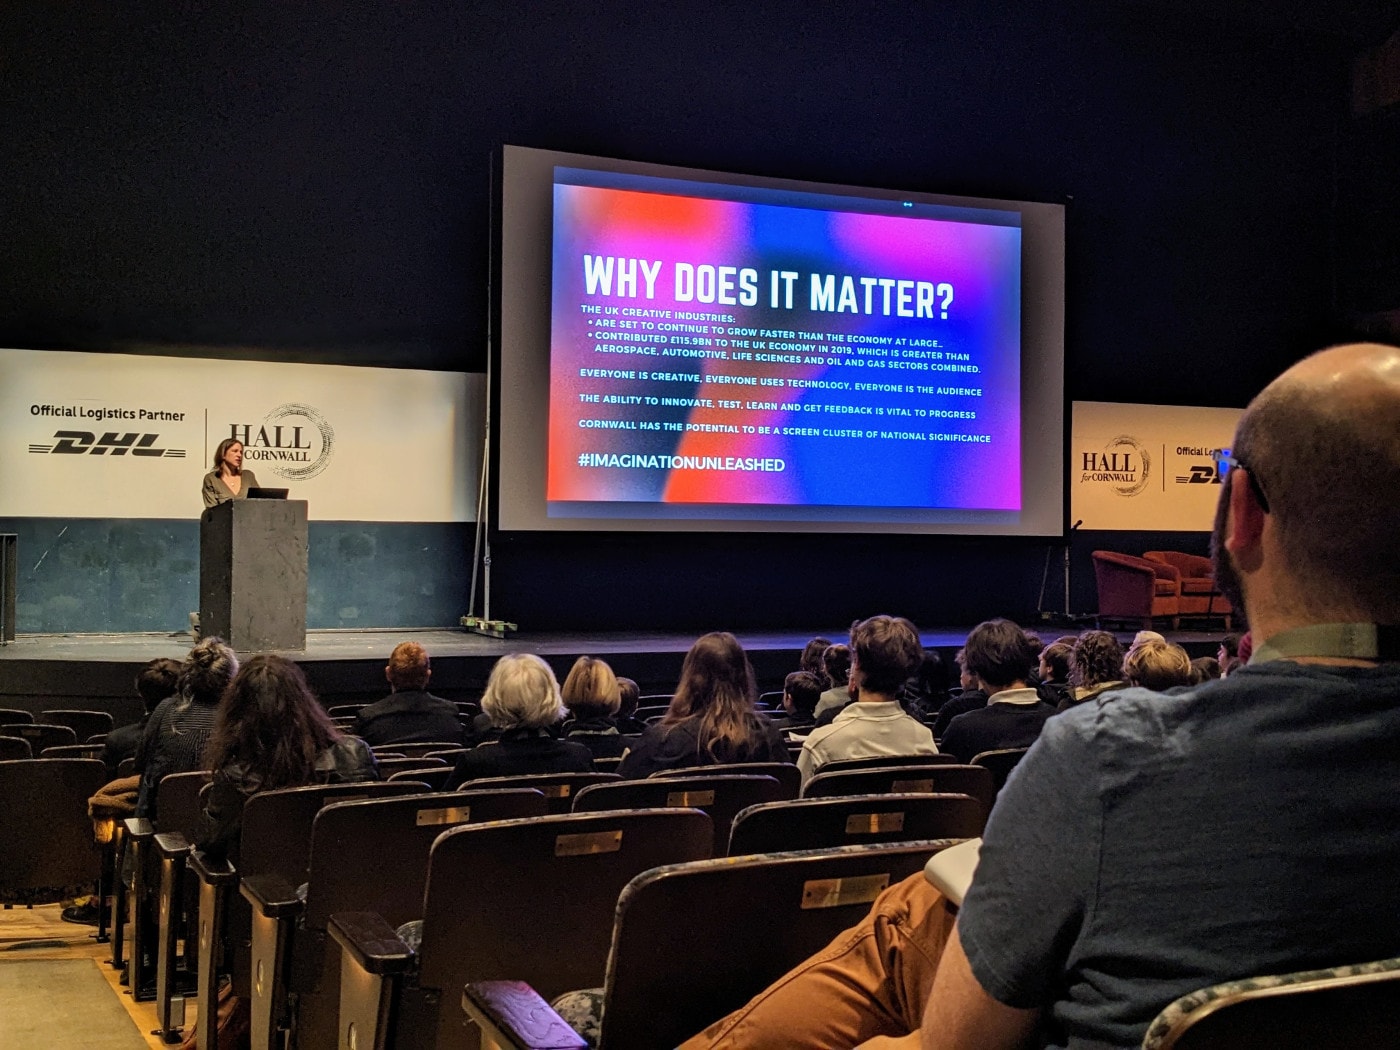 WHY DOES IT MATTER?
THE UK CREATIVE INDUSTRIES:
• ARE SET TO CONTINUE TO GROW FASTER THAN THE ECONOMY AT LARGE...
• CONTRIBUTED £115.9BN TO THE UK ECONOMY IN 2019, WHICH IS GREATER THAN
AEROSPACE, AUTOMOTIVE, LIFE SCIENCES AND OIL AND GAS SECTORS COMBINED.
EVERYONE IS CREATIVE, EVERYONE USES TECHNOLOGY, EVERYONE IS THE AUDIENCE
THE ABILITY TO INNOVATE, TEST, LEARN AND GET FEEDBACK IS VITAL TO PROGRESS
CORNWALL HAS THE POTENTIAL TO BE A SCREEN CLUSTER OF NATIONAL SIGNIFICANCE
#IMAGINATIONUNLEASHED
Official Logistics Partner
DHL
HALL
CORNWALL
HALL
for CORNWALL
Official